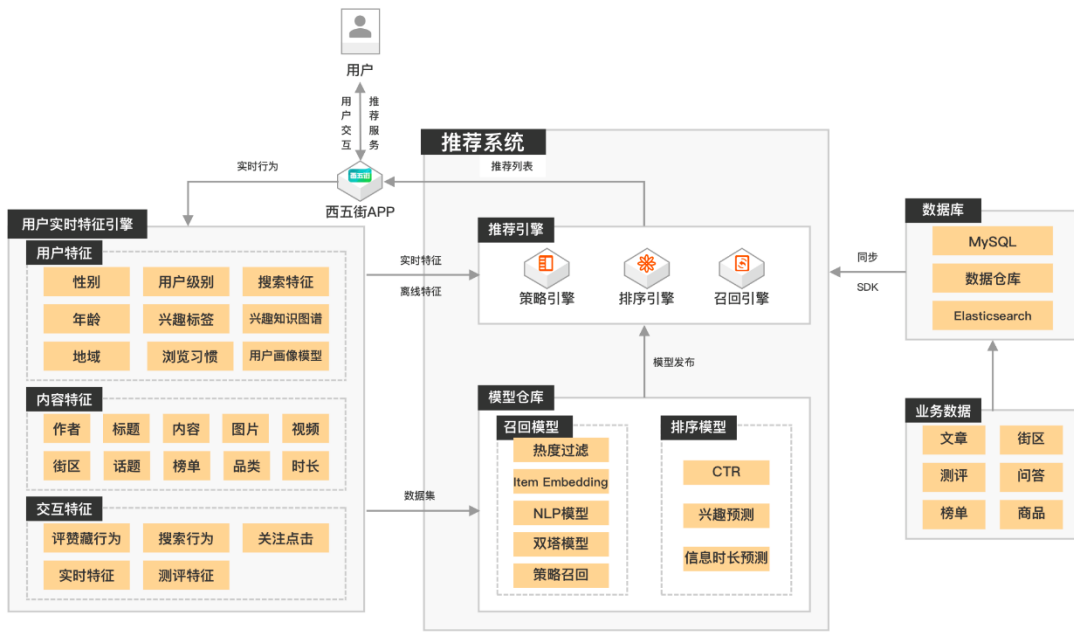 用户
用户交互
推荐服务
西五街
西五街APP
实时行为
推荐系统
推荐列表
用户实时特征引擎
用户特征
性别
用户级别
搜索特征
年龄
兴趣标签
兴趣知识图谱
地域
浏览习惯
用户画像模型
内容特征
作者
标题
内容
图片
视频
街区
话题
榜单
品类
时长
交互特征
评赞藏行为
搜索行为
关注点击
实时特征
测评特征
实时特征
离线特征
数据集
推荐引擎
策略引擎
排序引擎
召回引擎
模型发布
模型仓库
召回模型
热度过滤
Item Embedding
NLP模型
双塔模型
策略召回
排序模型
CTR
兴趣预测
信息时长预测
同步
SDK
数据库
MySQL
数据仓库
Elasticsearch
业务数据
文章
街区
测评
问答
榜单
商品